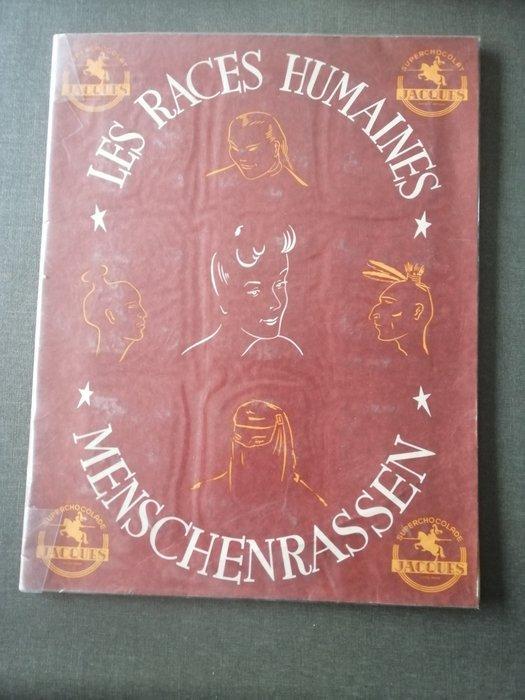 SUPERCHOCOLAT
JACQUES
SUPERCHOCOLAT
JACQUES
LES RACES HUMAINES
MENSCHENRASSEN
SUPERCHOCOLADE
JACQUES
SUPERCHOCOLADE
JACQUES